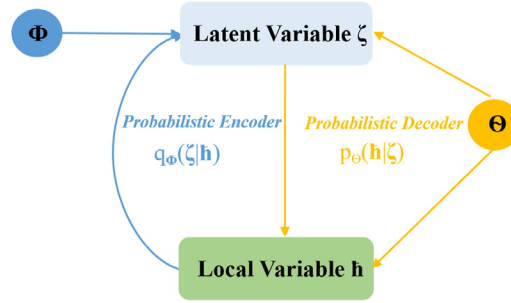 Φ
Latent Variable ζ
Probabilistic Encoder
qΦ(ζ|ħ)
Probabilistic Decoder
pΘ(ħ|ζ)
Θ
Local Variable ħ